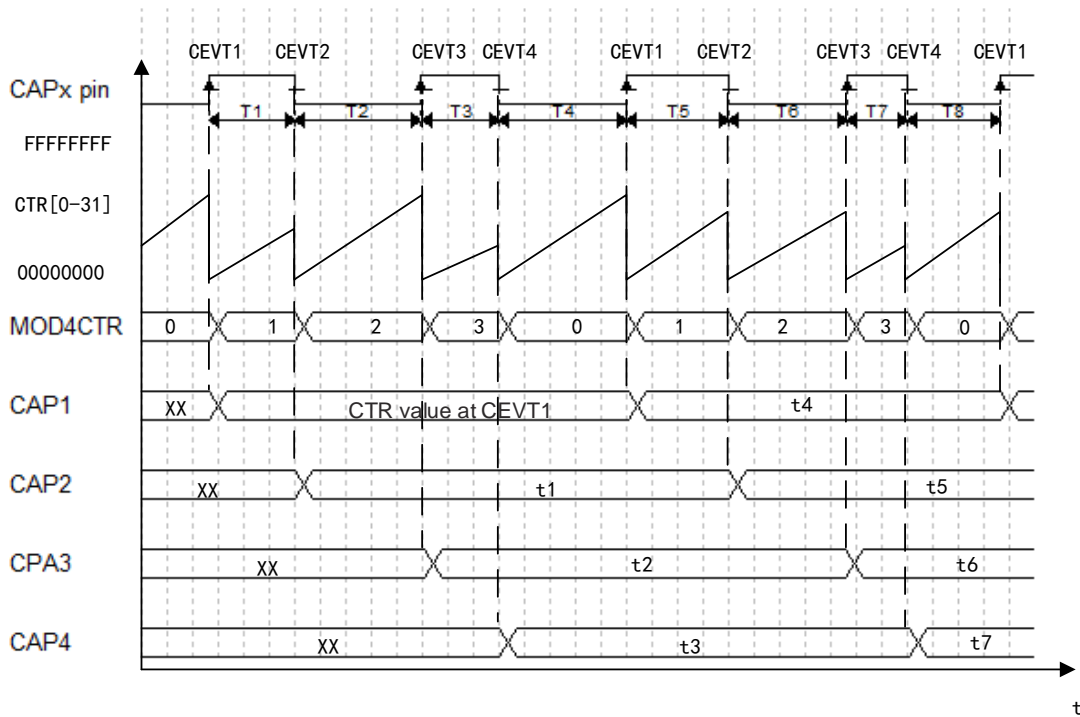 CEVT1 CEVT2 CEVT3 CEVT4 CEVT1 CEVT2 CEVT3 CEVT4 CEVT1
CAPx pin
T1 T2 T3 T4 T5 T6 T7 T8
FFFFFFFF
CTR[0-31]
00000000
MOD4CTR 0 1 2 3 0 1 2 3 0
CAP1 XX CTR value at CEVT1 t4
CAP2 XX t1 t5
CPA3 XX t2 t6
CAP4 XX t3 t7
t